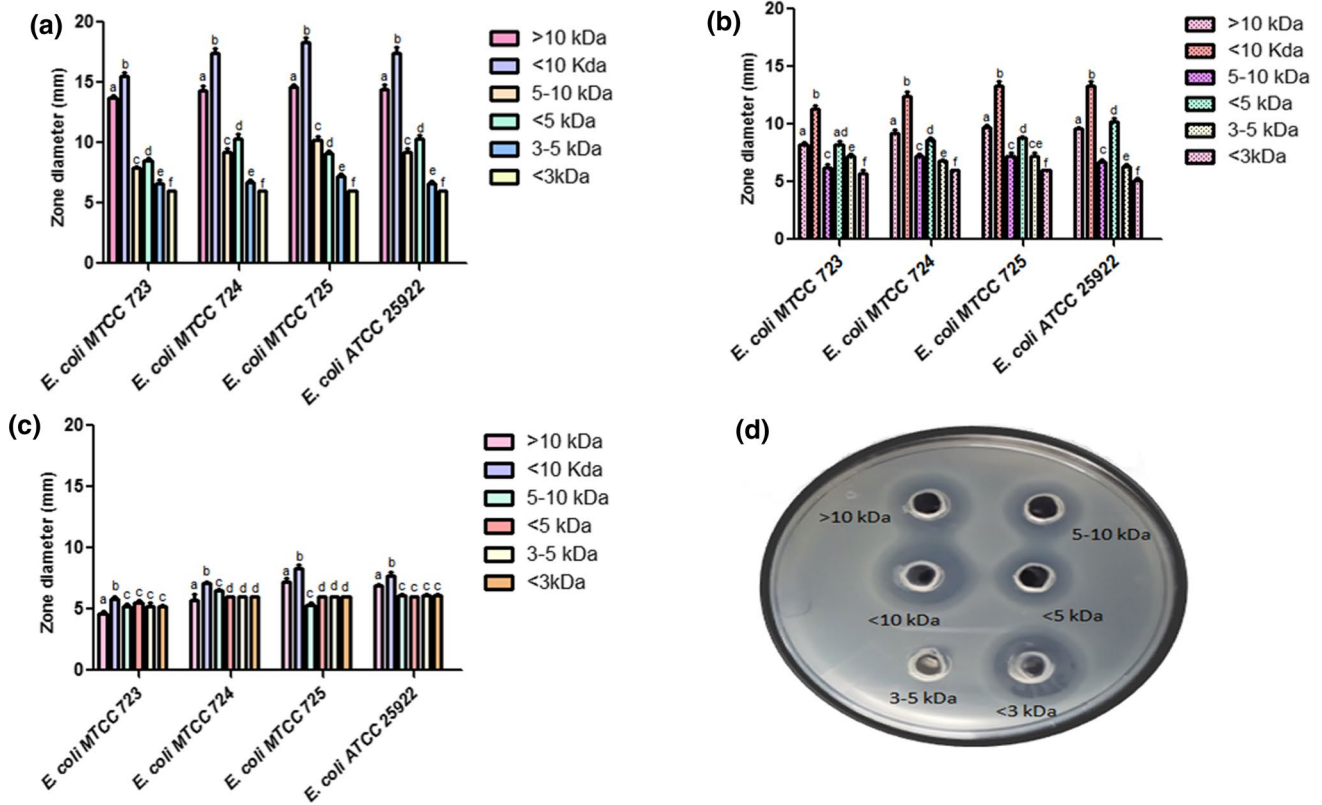 (a)
20
15
10
5
0
Zone diameter (mm)
a b c d e f
a b c d e f
a b c d e f
a b c d e f
E. coli MTCC 723
E. coli MTCC 724
E. coli MTCC 725
E. coli ATCC 25922
>10 kDa
<10 Kda
5-10 kDa
<5 kDa
3-5 kDa
<3kDa
(b)
20
15
10
5
0
Zone diameter (mm)
a b c ad e f
a b c d e f
a b c d ce f
a b c d e f
E. coli MTCC 723
E. coli MTCC 724
E. coli MTCC 725
E. coli ATCC 25922
>10 kDa
<10 Kda
5-10 kDa
<5 kDa
3-5 kDa
<3kDa
(c)
20
15
10
5
0
Zone diameter (mm)
a b c c c c
a b c d d d
a b c d d d
a b c c c c
E. coli MTCC 723
E. coli MTCC 724
E. coli MTCC 725
E. coli ATCC 25922
>10 kDa
<10 Kda
5-10 kDa
<5 kDa
3-5 kDa
<3kDa
(d)
>10 kDa
5-10 kDa
<10 kDa
<5 kDa
3-5 kDa
<3 kDa